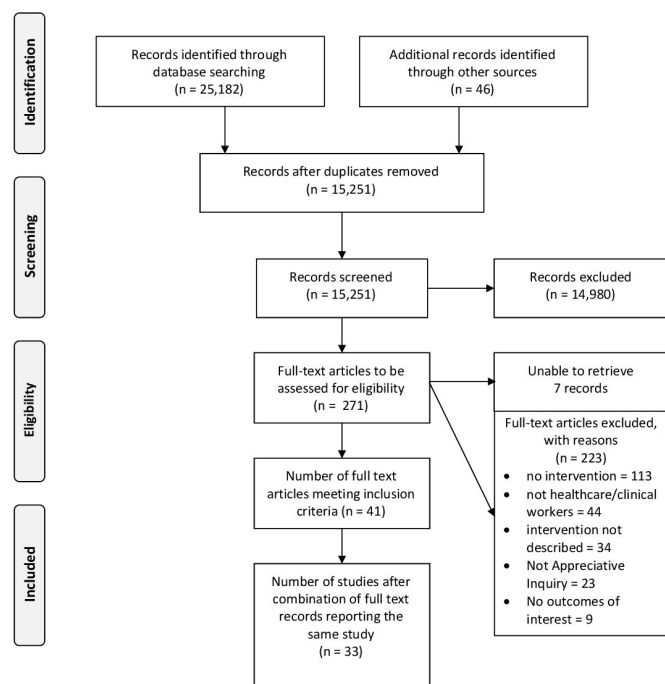 Identification
Records identified through
database searching
(n = 25,182)
Additional records identified
through other sources
(n = 46)
Records after duplicates removed
(n = 15,251)
Screening
Records screened
(n = 15,251)
Records excluded
(n = 14,980)
Eligibility
Full-text articles to be
assessed for eligibility
(n = 271)
Unable to retrieve
7 records
Full-text articles excluded,
with reasons
(n = 223)
• no intervention = 113
• not healthcare/clinical
workers = 44
• intervention not
described = 34
• Not Appreciative
Inquiry = 23
• No outcomes of
interest = 9
Number of full text
articles meeting inclusion
criteria (n = 41)
Included
Number of studies after
combination of full text
records reporting the
same study
(n = 33)